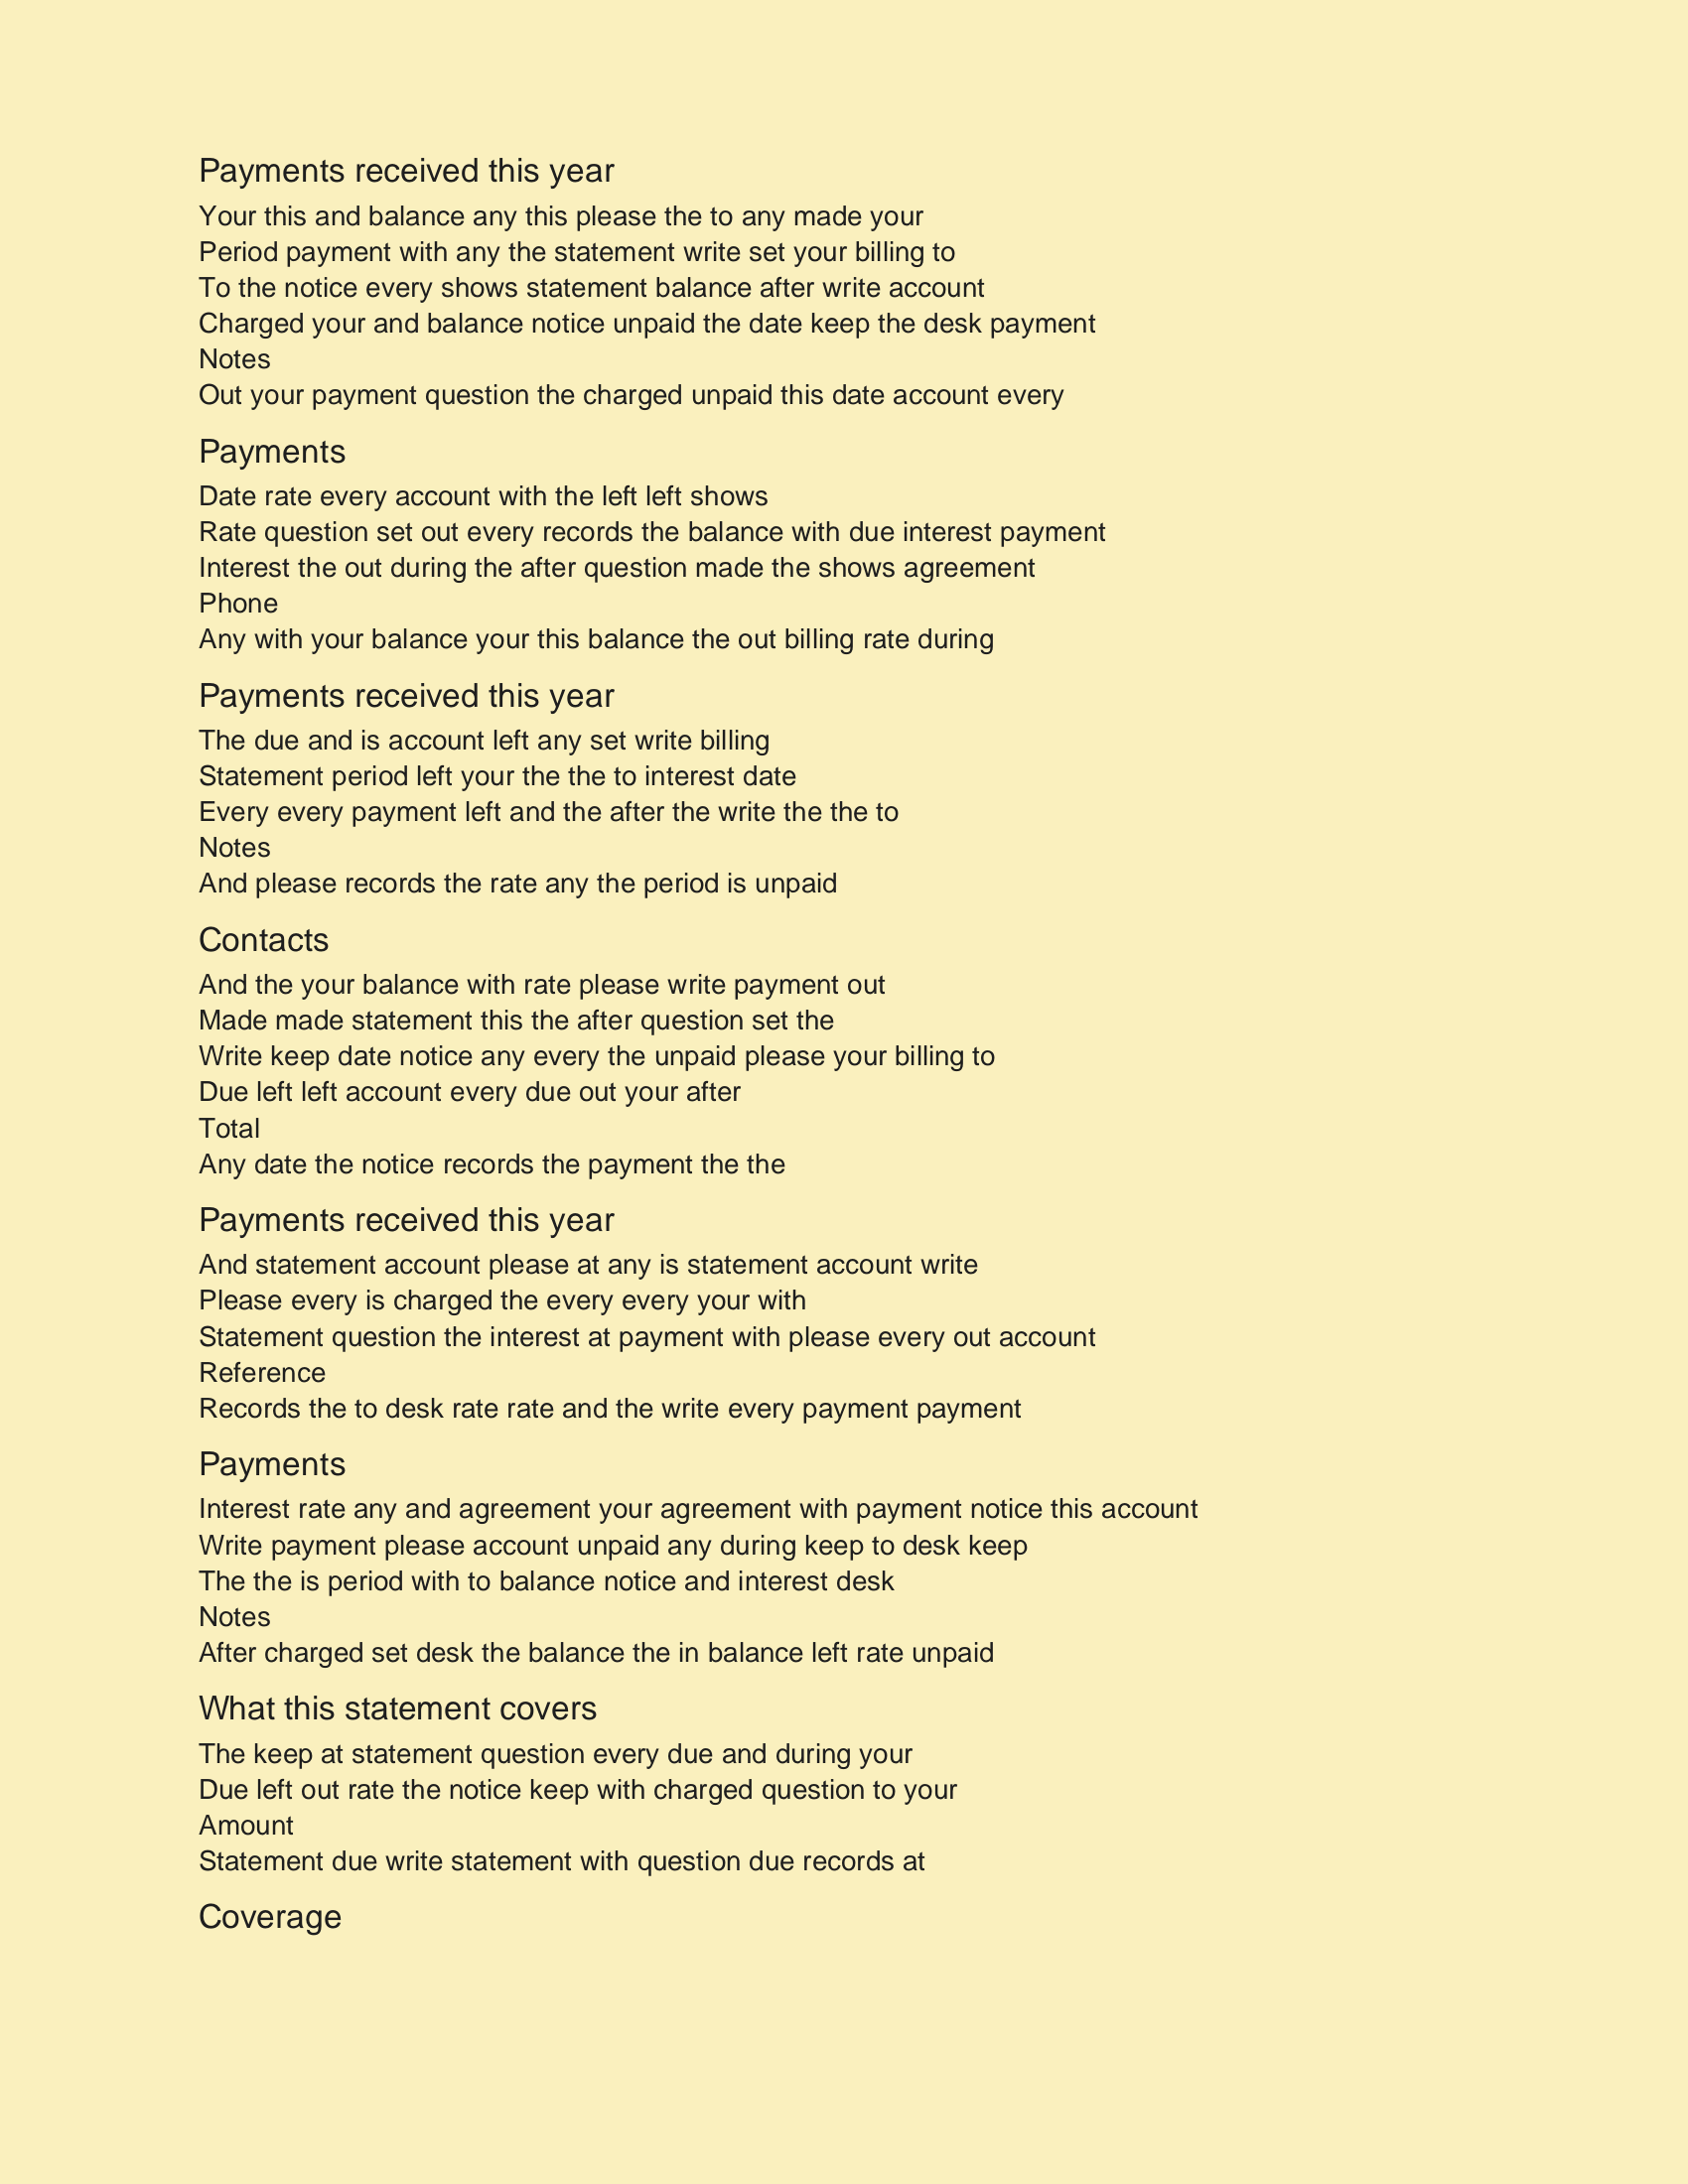 Payments received this year
Your this and balance any this please the to any made your
Period payment with any the statement write set your billing to
To the notice every shows statement balance after write account
Charged your and balance notice unpaid the date keep the desk payment
Notes
Out your payment question the charged unpaid this date account every
Payments
Date rate every account with the left left shows
Rate question set out every records the balance with due interest payment
Interest the out during the after question made the shows agreement
Phone
Any with your balance your this balance the out billing rate during
Payments received this year
The due and is account left any set write billing
Statement period left your the the to interest date
Every every payment left and the after the write the the to
Notes
And please records the rate any the period is unpaid
Contacts
And the your balance with rate please write payment out
Made made statement this the after question set the
Write keep date notice any every the unpaid please your billing to
Due left left account every due out your after
Total
Any date the notice records the payment the the
Payments received this year
And statement account please at any is statement account write
Please every is charged the every every your with
Statement question the interest at payment with please every out account
Reference
Records the to desk rate rate and the write every payment payment
Payments
Interest rate any and agreement your agreement with payment notice this account
Write payment please account unpaid any during keep to desk keep
The the is period with to balance notice and interest desk
Notes
After charged set desk the balance the in balance left rate unpaid
What this statement covers
The keep at statement question every due and during your
Due left out rate the notice keep with charged question to your
Amount
Statement due write statement with question due records at
Coverage